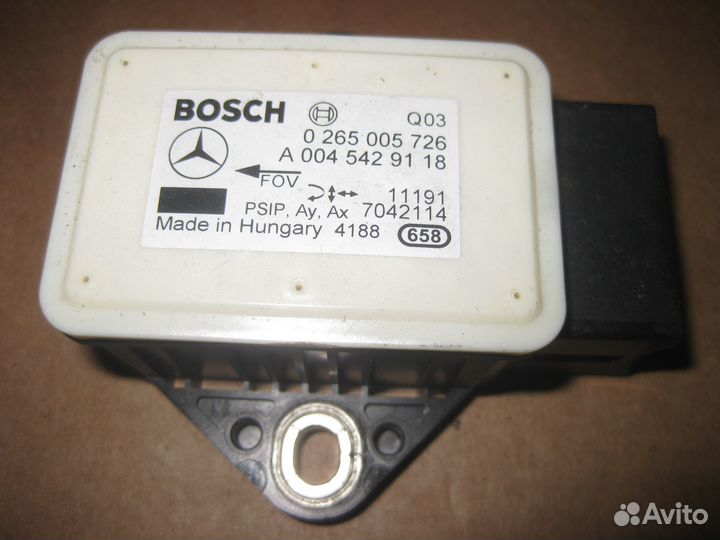 BOSCH Q03
0 265 005 726
A 004 542 91 18
FOV
11191
PSIP, Ay, Ax 7042114
Made in Hungary 4188 658
Avito